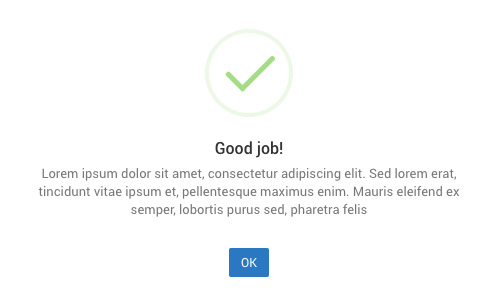 Good job!
Lorem ipsum dolor sit amet, consectetur adipiscing elit. Sed lorem erat,
tincidunt vitae ipsum et, pellentesque maximus enim. Mauris eleifend ex
semper, lobortis purus sed, pharetra felis
OK